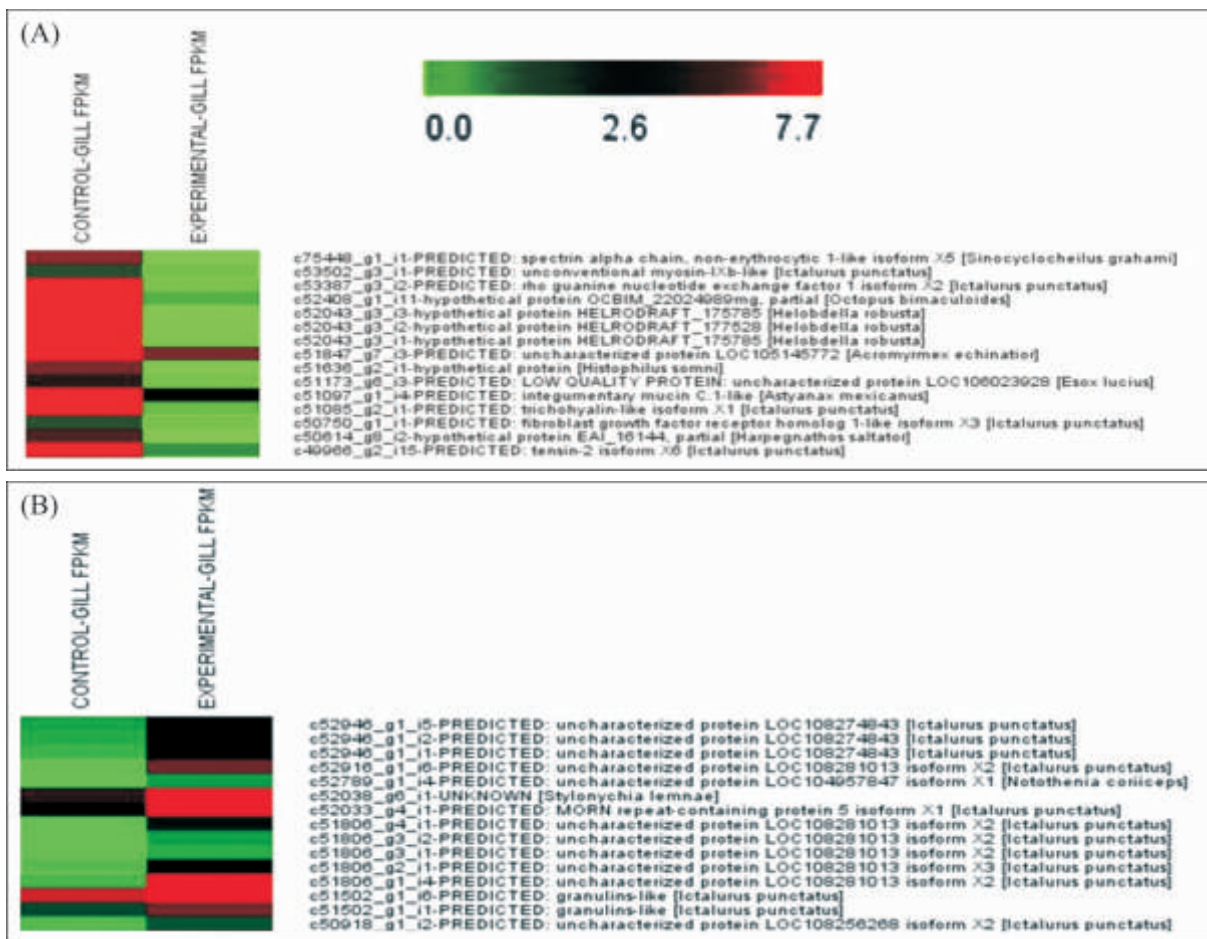 (A)
CONTROL-GILL FPKM
EXPERIMENTAL-GILL FPKM
0.0 2.6 7.7
c75448_g1_i1-PREDICTED: spectrin alpha chain, non-erythrocytic 1-like isoform X5 [Sinocyclocheilus grahami]
c53502_g3_i1-PREDICTED: unconventional myosin-IXb-like [Ictalurus punctatus]
c53387_g3_i2-PREDICTED: rho guanine nucleotide exchange factor 1 isoform X2 [Ictalurus punctatus]
c52408_g1_i11-hypothetical protein OCBIM_22024989mg, partial [Octopus bimaculoides]
c52043_g3_i3-hypothetical protein HELRODRAFT_175785 [Helobdella robusta]
c52043_g3_i2-hypothetical protein HELRODRAFT_177528 [Helobdella robusta]
c52043_g3_i1-hypothetical protein HELRODRAFT_175785 [Helobdella robusta]
c51847_g7_i3-PREDICTED: uncharacterized protein LOC105145772 [Acromyrmex echinatior]
c51636_g2_i1-hypothetical protein [Histophilus somni]
c51173_g6_i3-PREDICTED: LOW QUALITY PROTEIN: uncharacterized protein LOC106023928 [Esox lucius]
c51097_g1_i4-PREDICTED: integumentary mucin C.1-like [Astyanax mexicanus]
c51085_g2_i1-PREDICTED: trichohyalin-like isoform X1 [Ictalurus punctatus]
c50750_g1_i1-PREDICTED: fibroblast growth factor receptor homolog 1-like isoform X3 [Ictalurus punctatus]
c50614_g8_i2-hypothetical protein EAI_16144, partial [Harpegnathos saltator]
c49966_g2_i15-PREDICTED: tensin-2 isoform X6 [Ictalurus punctatus]
(B)
CONTROL-GILL FPKM
EXPERIMENTAL-GILL FPKM
c52946_g1_i5-PREDICTED: uncharacterized protein LOC108274843 [Ictalurus punctatus]
c52946_g1_i2-PREDICTED: uncharacterized protein LOC108274843 [Ictalurus punctatus]
c52946_g1_i1-PREDICTED: uncharacterized protein LOC108274843 [Ictalurus punctatus]
c52916_g1_i6-PREDICTED: uncharacterized protein LOC108281013 isoform X2 [Ictalurus punctatus]
c52789_g1_i4-PREDICTED: uncharacterized protein LOC104957847 isoform X1 [Notothenia coriiceps]
c52038_g6_i1-UNKNOWN [Stylonychia lemnae]
c52033_g4_i1-PREDICTED: MORN repeat-containing protein 5 isoform X1 [Ictalurus punctatus]
c51806_g4_i1-PREDICTED: uncharacterized protein LOC108281013 isoform X2 [Ictalurus punctatus]
c51806_g3_i2-PREDICTED: uncharacterized protein LOC108281013 isoform X2 [Ictalurus punctatus]
c51806_g3_i1-PREDICTED: uncharacterized protein LOC108281013 isoform X2 [Ictalurus punctatus]
c51806_g2_i1-PREDICTED: uncharacterized protein LOC108281013 isoform X3 [Ictalurus punctatus]
c51806_g1_i4-PREDICTED: uncharacterized protein LOC108281013 isoform X2 [Ictalurus punctatus]
c51502_g1_i6-PREDICTED: granulins-like [Ictalurus punctatus]
c51502_g1_i1-PREDICTED: granulins-like [Ictalurus punctatus]
c50918_g1_i2-PREDICTED: uncharacterized protein LOC108256268 isoform X2 [Ictalurus punctatus]